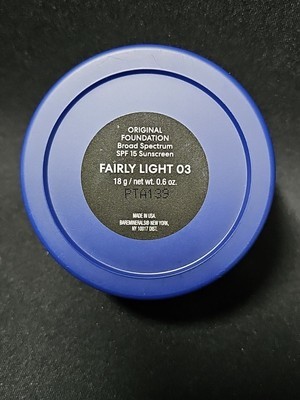 ORIGINAL
FOUNDATION
Broad Spectrum
SPF 15 Sunscreen
FAIRLY LIGHT 03
18 g / net wt. 0.6 oz.
PTA139
MADE IN USA
BAREMINERALS® NEW YORK,
NY 10017 DIST.